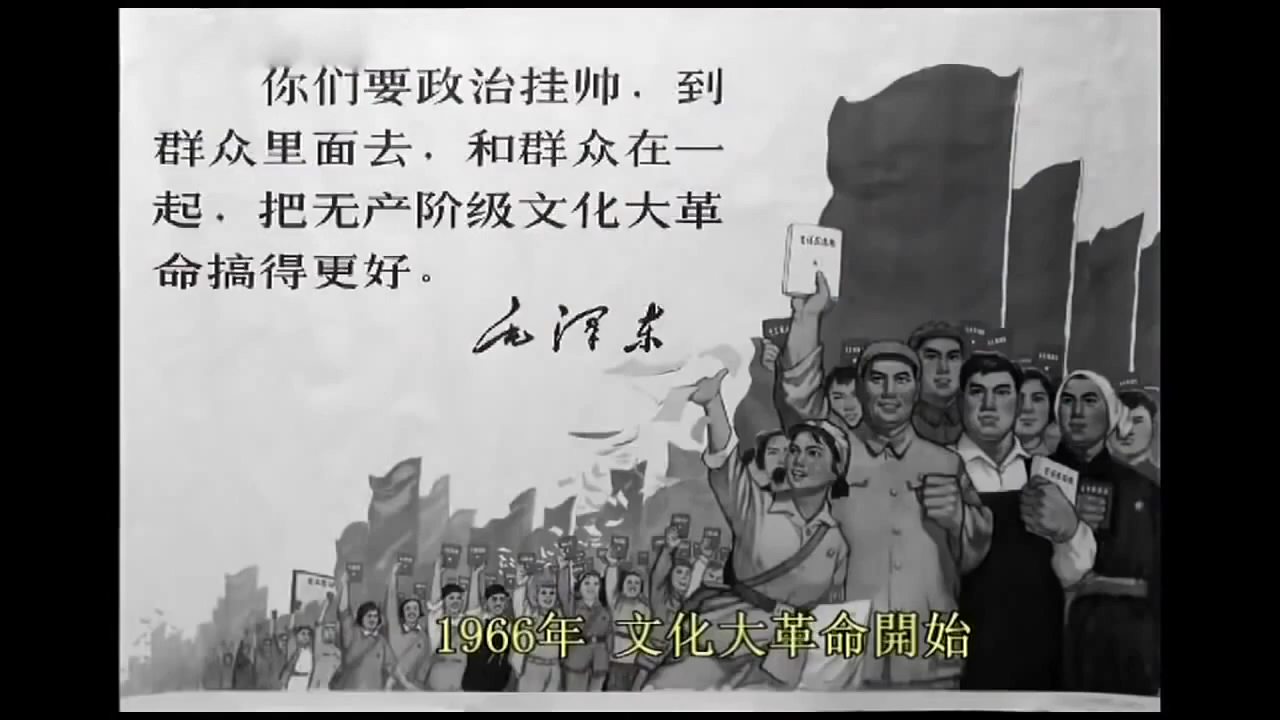 你们要政治挂帅，到
群众里面去，和群众在一
起，把无产阶级文化大革
命搞得更好。
毛泽东
1966年 文化大革命開始